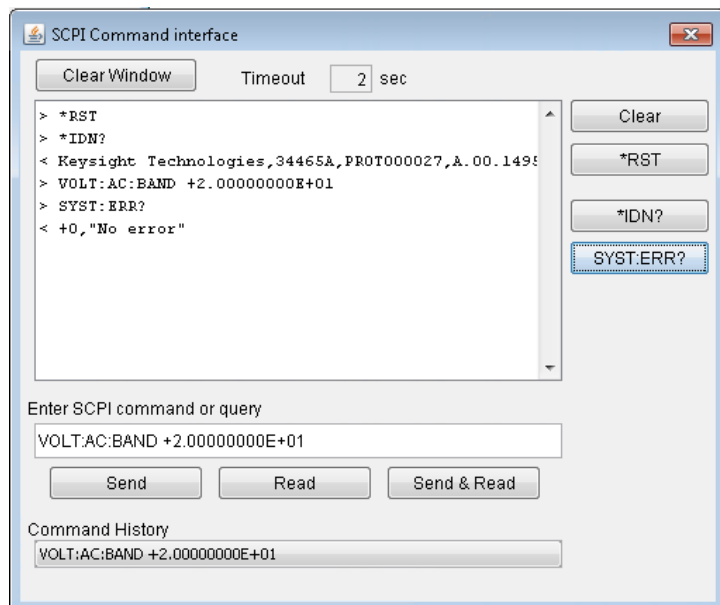 SCPI Command interface
Clear Window Timeout 2 sec
> *RST
> *IDN?
< Keysight Technologies,34465A,PROT000027,A.00.1495
> VOLT:AC:BAND +2.00000000E+01
> SYST:ERR?
< +0,"No error"
Clear
*RST
*IDN?
SYST:ERR?
Enter SCPI command or query
VOLT:AC:BAND +2.00000000E+01
Send Read Send & Read
Command History
VOLT:AC:BAND +2.00000000E+01